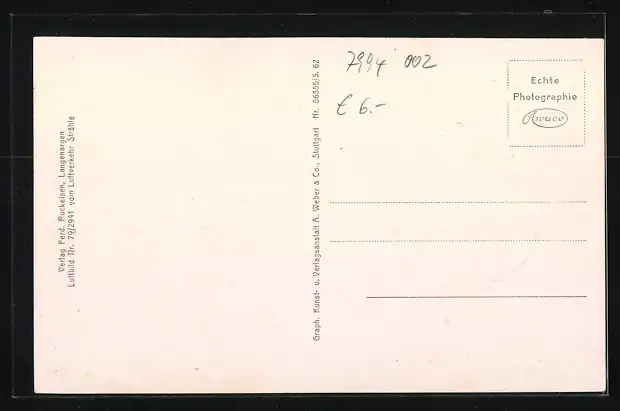 Verlag Ferd. Ruckeisen, Langenargen
Luftbild Nr. 79/2941 vom Luftverkehr Strähle
Graph. Kunst- u. Verlagsanstalt A. Weber & Co., Stuttgart Nr. 56355/S. 62
7994 002
€ 6.-
Echte
Photographie
Awuco